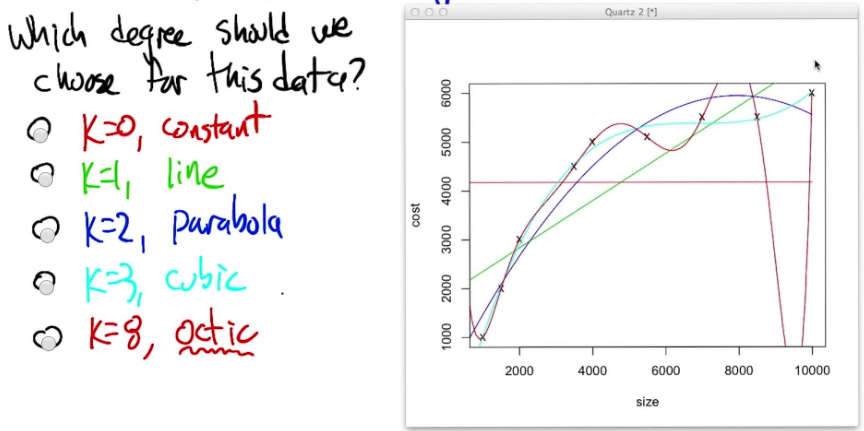 Which degree should we
choose for this data?
K=0, constant
K=1, line
K=2, parabola
K=3, cubic
K=8, octic
Quartz 2 [*]
cost
1000
2000
3000
4000
5000
6000
2000
4000
6000
8000
10000
size